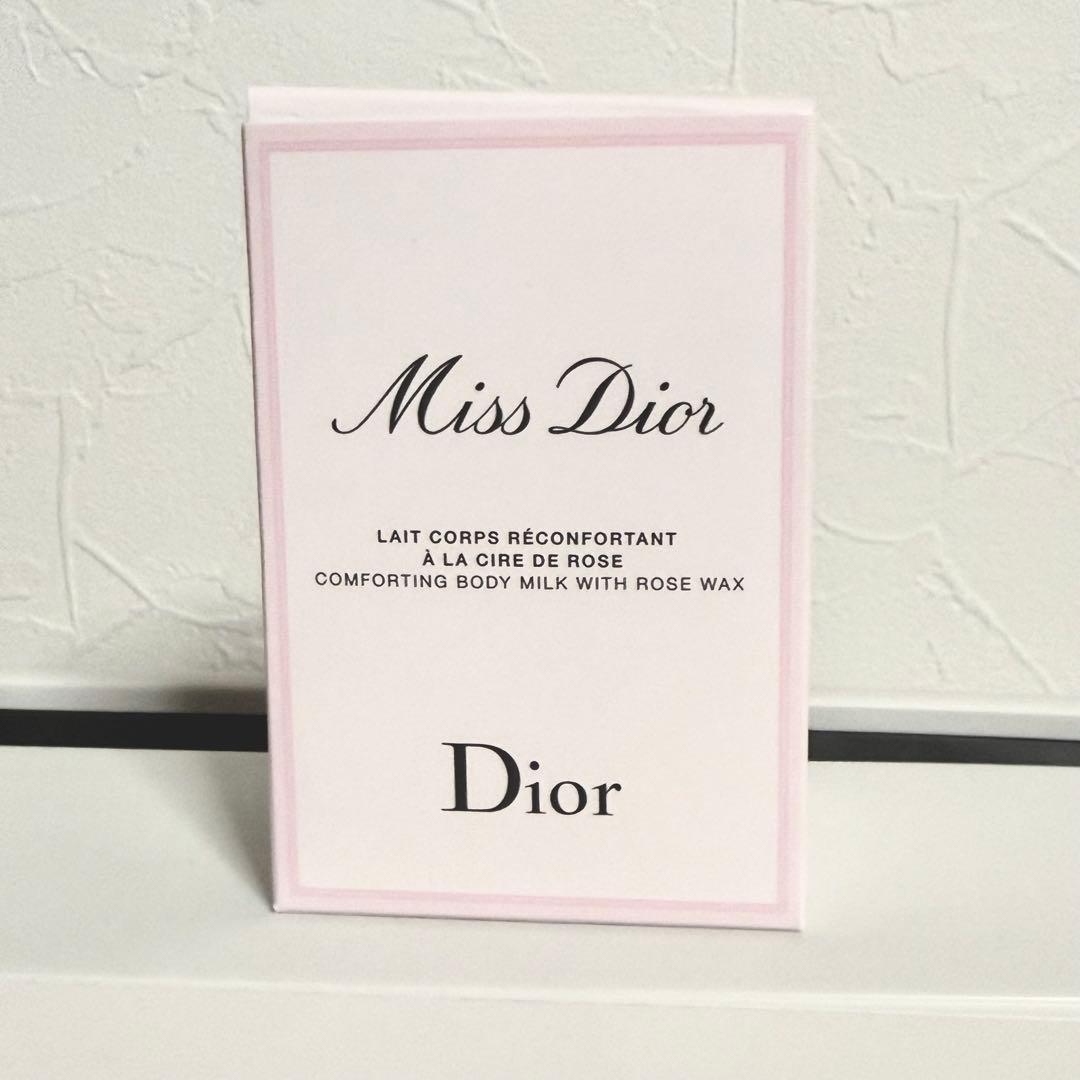 Miss Dior
LAIT CORPS RÉCONFORTANT
À LA CIRE DE ROSE
COMFORTING BODY MILK WITH ROSE WAX
Dior